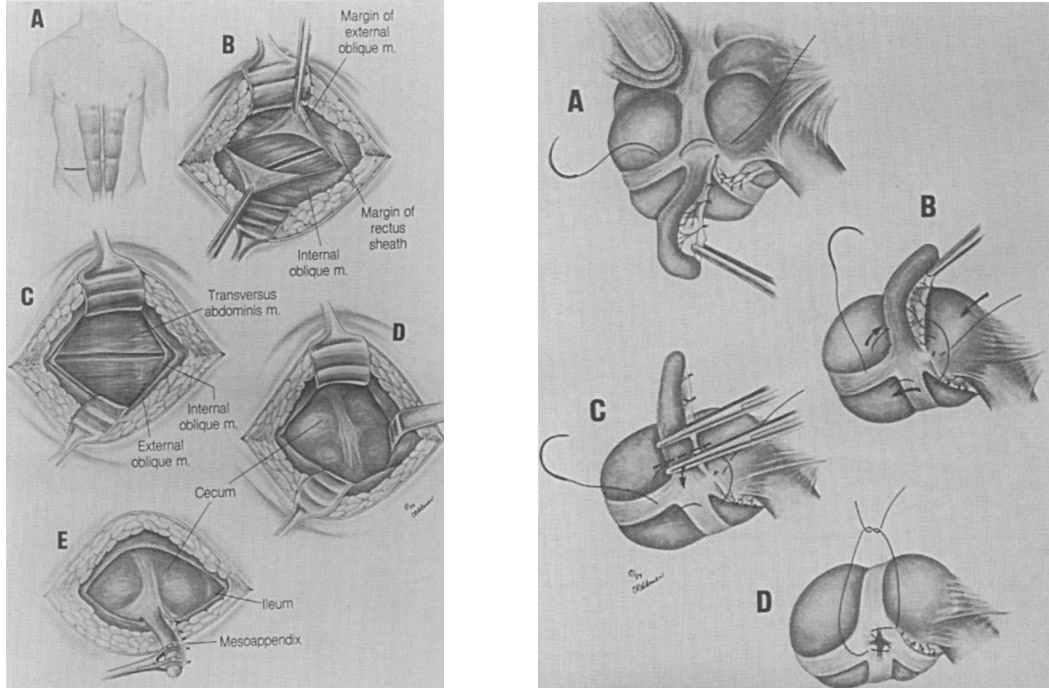 A
B
Margin of
external
oblique m.
Margin of
rectus
sheath
Internal
oblique m.
C
Transversus
abdominis m.
Internal
oblique m.
External
oblique m.
D
Cecum
E
Ileum
Mesoappendix
A
B
C
D